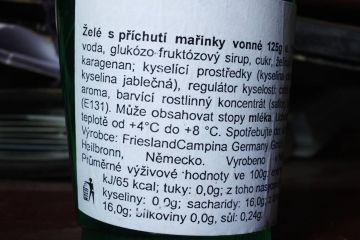 Želé s příchutí mařinky vonné 125g
voda, glukózo-fruktózový sirup, cukr,
karagenan; kyselící prostředky (kyselina
kyselina jablečná), regulátor kyselosti:
aroma, barvící rostlinný koncentrát
(E131). Může obsahovat stopy mléka.
teplotě od +4°C do +8 °C. Spotřebujte do
Výrobce: FrieslandCampina Germany
Heilbronn, Německo. Vyrobeno
Průměrné výživové hodnoty ve 100g:
kJ/65 kcal; tuky: 0,0g; z toho
kyseliny: 0,0g; sacharidy: 16,0g;
16,0g; bílkoviny 0,0g, sůl: 0,24g.